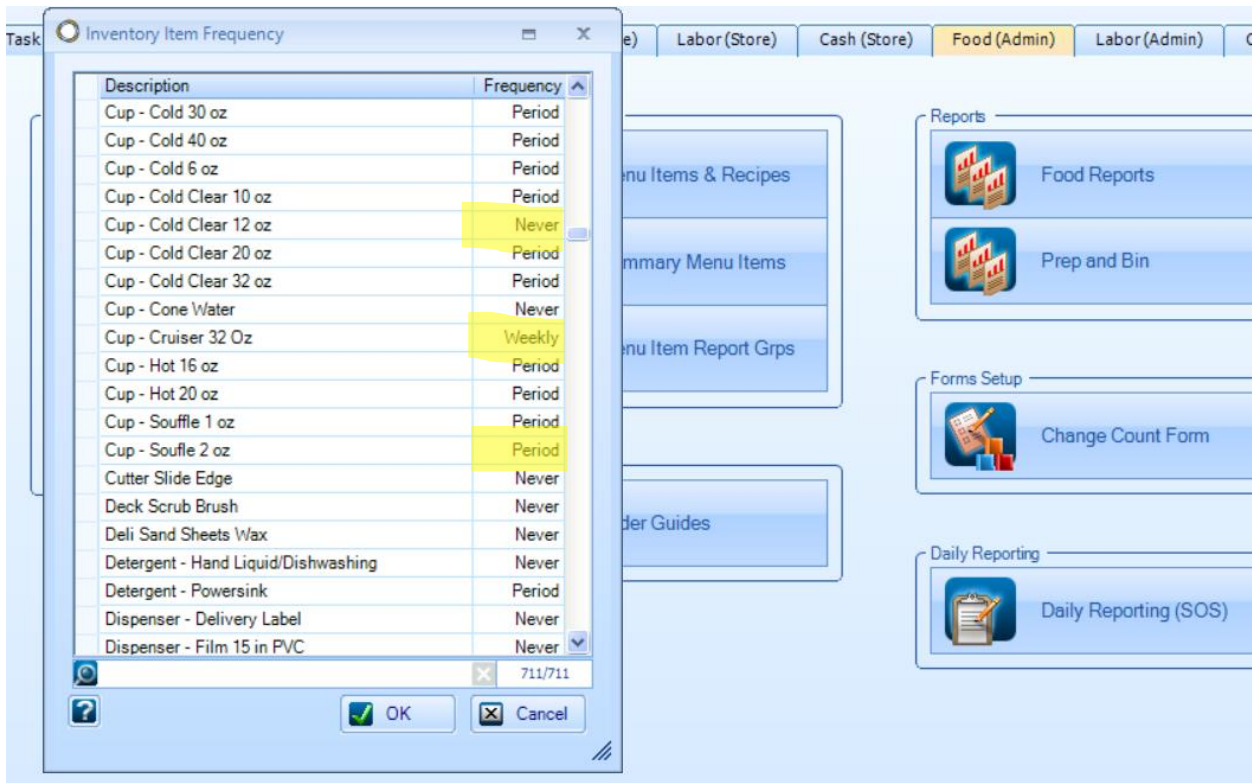 Task
Inventory Item Frequency
e)
Labor (Store)
Cash (Store)
Food (Admin)
Labor (Admin)
Description Frequency
Cup - Cold 30 oz Period
Cup - Cold 40 oz Period
Cup - Cold 6 oz Period
Cup - Cold Clear 10 oz Period
Cup - Cold Clear 12 oz Never
Cup - Cold Clear 20 oz Period
Cup - Cold Clear 32 oz Period
Cup - Cone Water Never
Cup - Cruiser 32 Oz Weekly
Cup - Hot 16 oz Period
Cup - Hot 20 oz Period
Cup - Souffle 1 oz Period
Cup - Soufle 2 oz Period
Cutter Slide Edge Never
Deck Scrub Brush Never
Deli Sand Sheets Wax Never
Detergent - Hand Liquid/Dishwashing Never
Detergent - Powersink Period
Dispenser - Delivery Label Never
Dispenser - Film 15 in PVC Never
711/711
? OK Cancel
enu Items & Recipes
mmary Menu Items
enu Item Report Grps
der Guides
Reports
Food Reports
Prep and Bin
Forms Setup
Change Count Form
Daily Reporting
Daily Reporting (SOS)